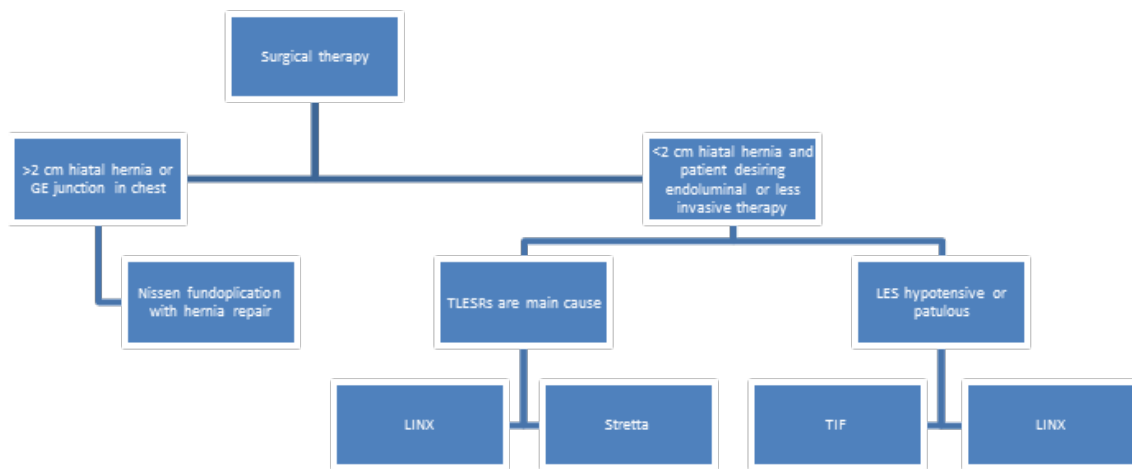 Surgical therapy
>2 cm hiatal hernia or
GE junction in chest
<2 cm hiatal hernia and
patient desiring
endoluminal or less
invasive therapy
Nissen fundoplication
with hernia repair
TLESRs are main cause
LES hypotensive or
patulous
LINX
Stretta
TIF
LINX